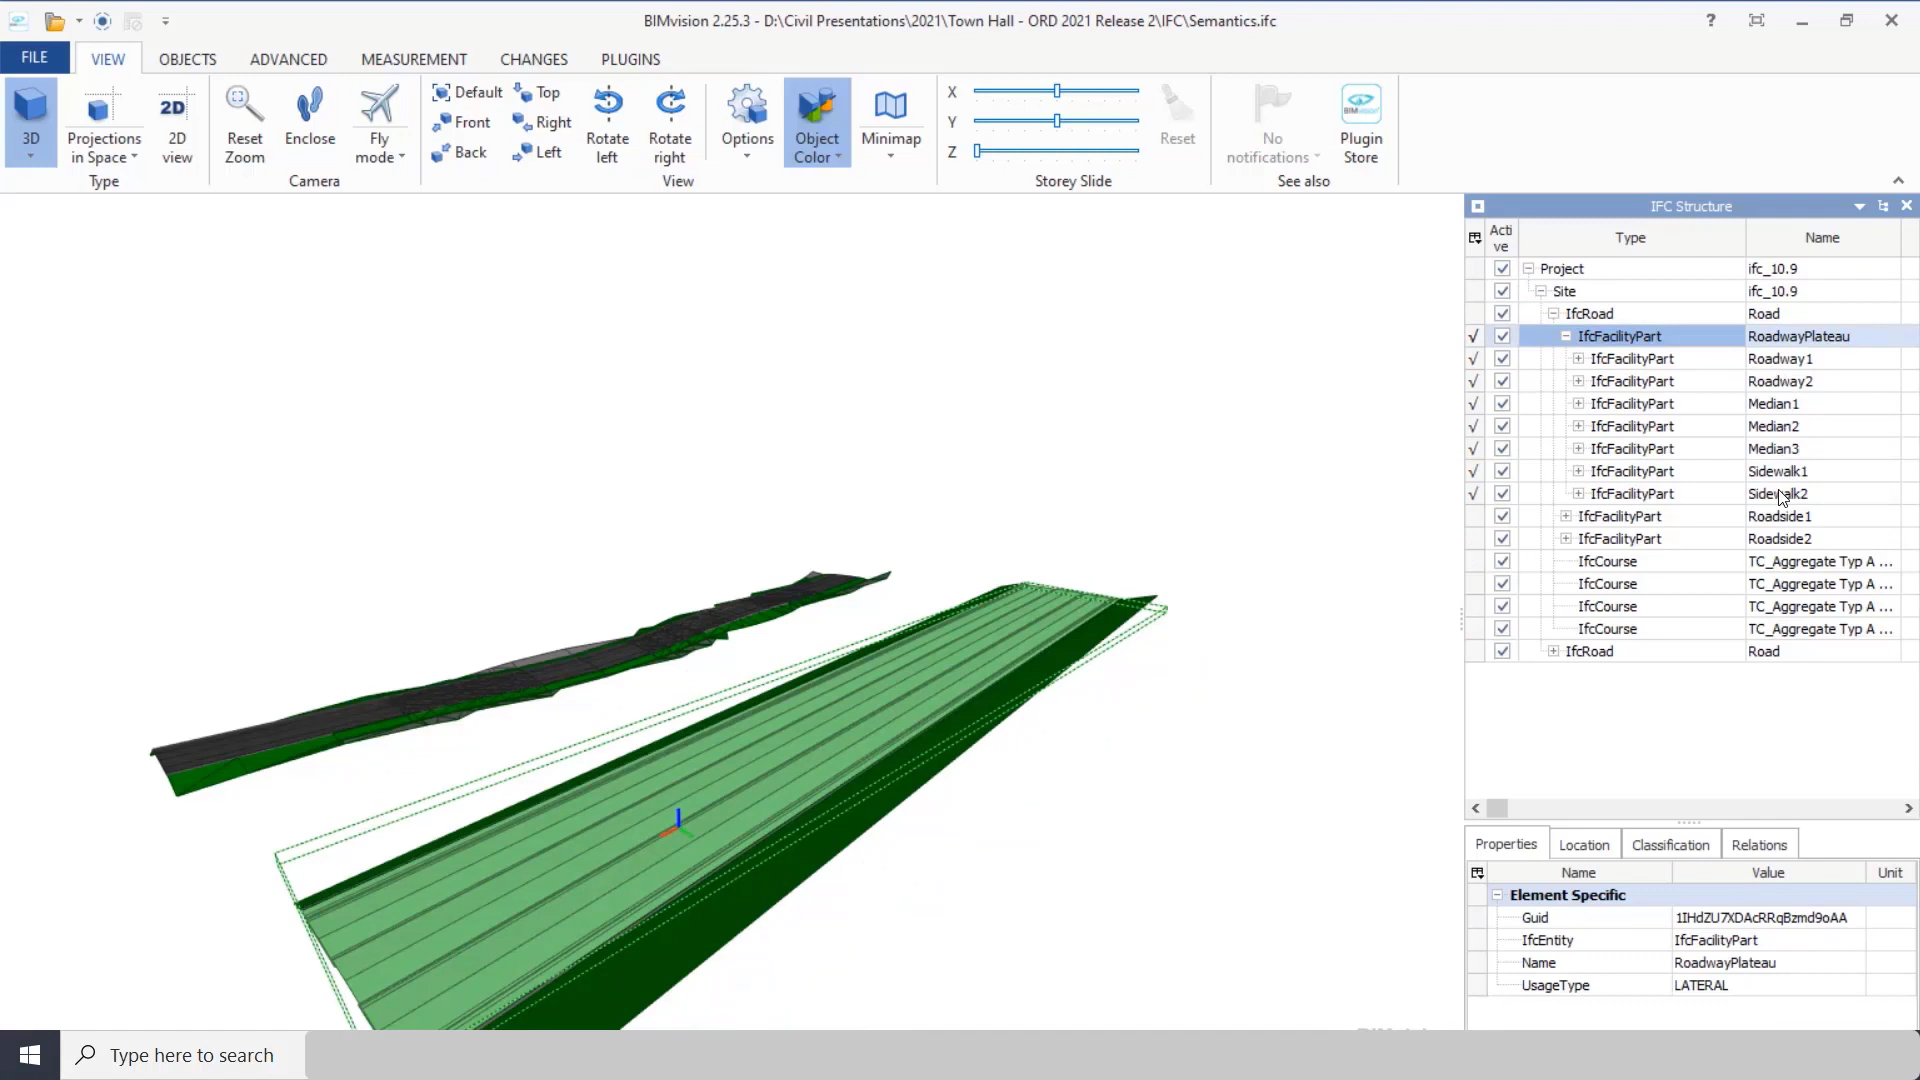 BIMvision 2.25.3 - D:\Civil Presentations\2021\Town Hall - ORD 2021 Release 2\IFC\Semantics.ifc
FILE VIEW OBJECTS ADVANCED MEASUREMENT CHANGES PLUGINS
3D
Projections in Space
2D
2D view
Type
Reset Zoom
Enclose
Fly mode
Camera
Default Top
Front Right
Back Left
Rotate left
Rotate right
Options
Object Color
Minimap
View
X
Y
Z
Reset
Storey Slide
No notifications
BIMvision
Plugin Store
See also
IFC Structure
Active Type Name
Project ifc_10.9
Site ifc_10.9
IfcRoad Road
IfcFacilityPart RoadwayPlateau
IfcFacilityPart Roadway1
IfcFacilityPart Roadway2
IfcFacilityPart Median1
IfcFacilityPart Median2
IfcFacilityPart Median3
IfcFacilityPart Sidewalk1
IfcFacilityPart Sidewalk2
IfcFacilityPart Roadside1
IfcFacilityPart Roadside2
IfcCourse TC_Aggregate Typ A ...
IfcCourse TC_Aggregate Typ A ...
IfcCourse TC_Aggregate Typ A ...
IfcCourse TC_Aggregate Typ A ...
IfcRoad Road
Properties Location Classification Relations
Name Value Unit
Element Specific
Guid 1IHdZU7XDAcRRqBzmd9oAA
IfcEntity IfcFacilityPart
Name RoadwayPlateau
UsageType LATERAL
Type here to search